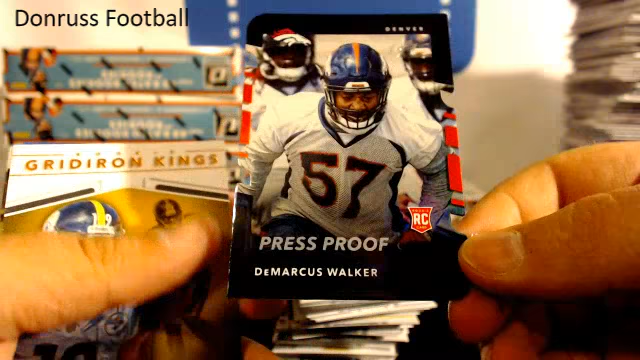 Donruss Football
DENVER
GRIDIRON KINGS
57
RC
PRESS PROOF
DEMARCUS WALKER